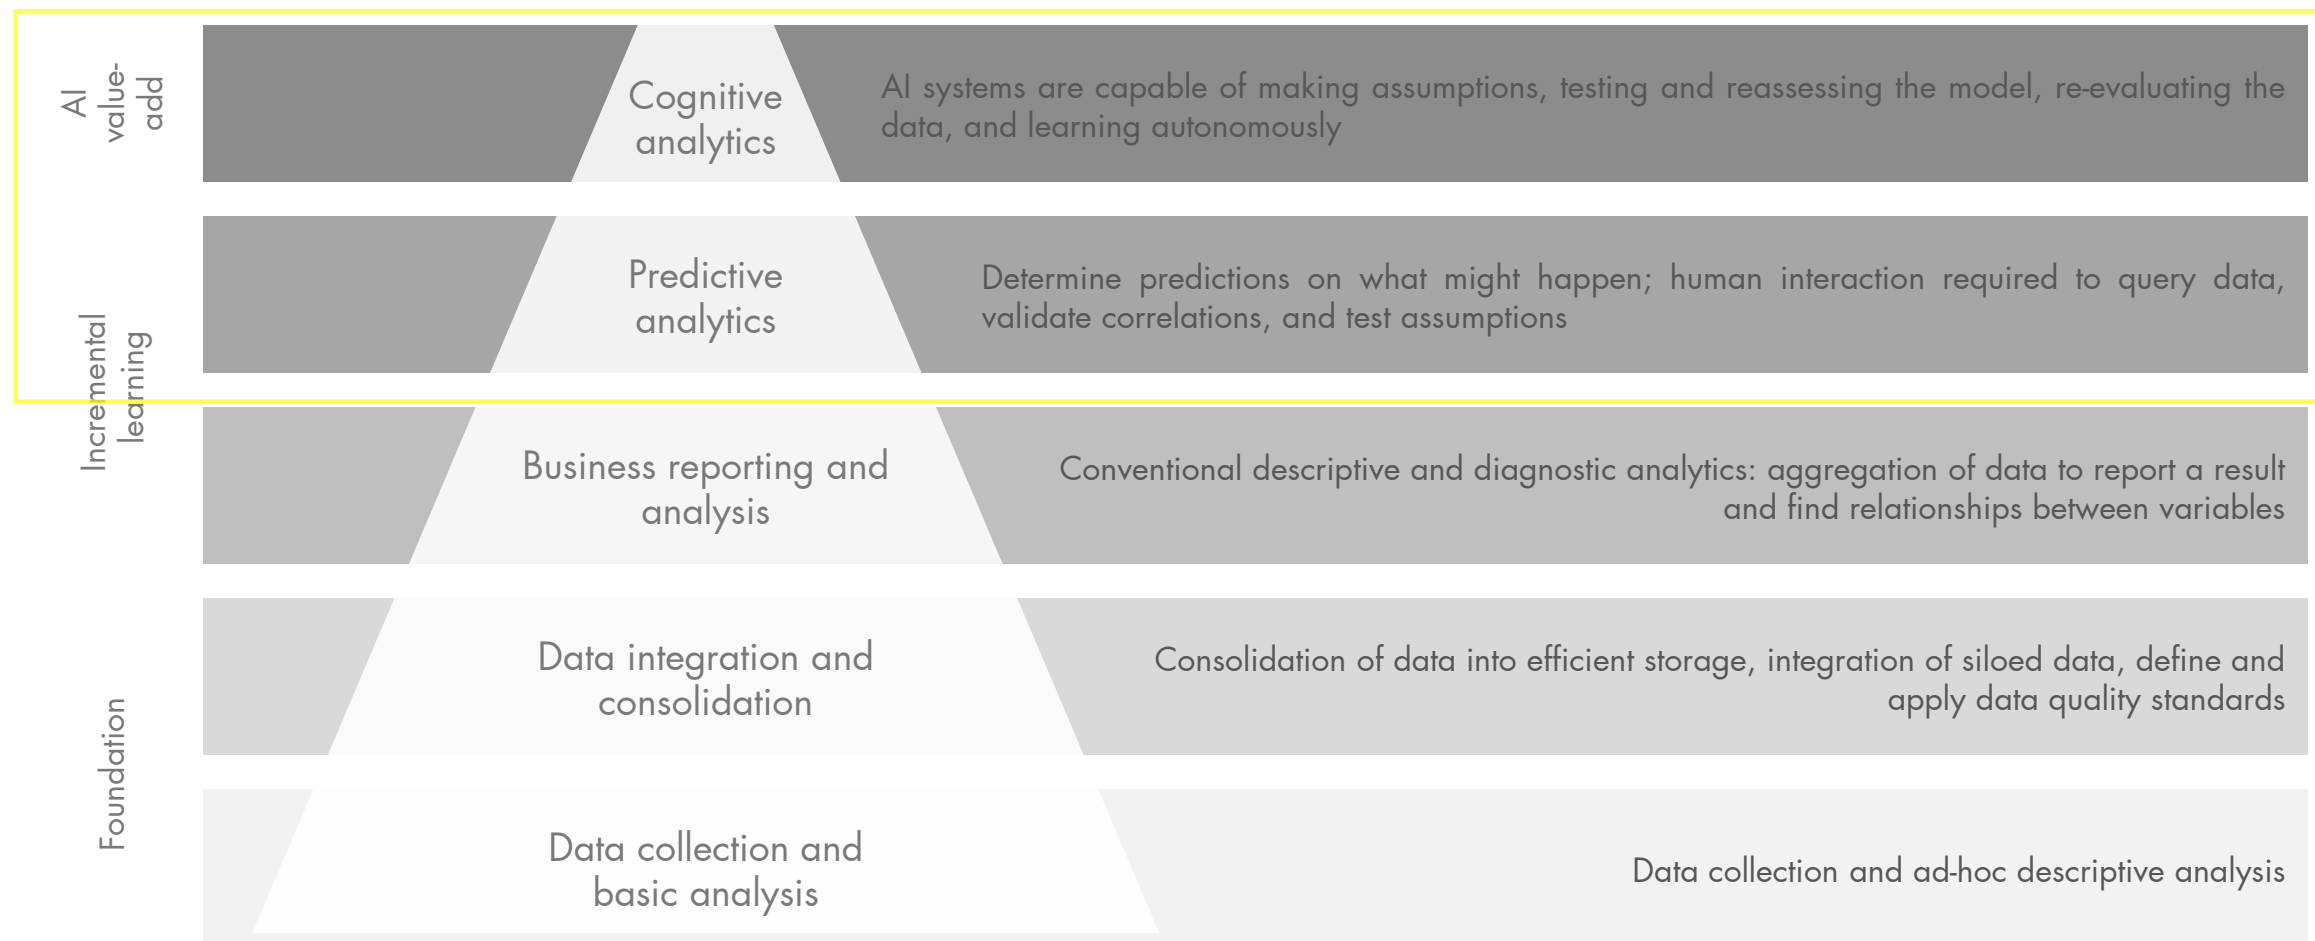 AI
value-
add
Cognitive
analytics
AI systems are capable of making assumptions, testing and reassessing the model, re-evaluating the
data, and learning autonomously
Incremental
learning
Predictive
analytics
Determine predictions on what might happen; human interaction required to query data,
validate correlations, and test assumptions
Business reporting and
analysis
Conventional descriptive and diagnostic analytics: aggregation of data to report a result
and find relationships between variables
Foundation
Data integration and
consolidation
Consolidation of data into efficient storage, integration of siloed data, define and
apply data quality standards
Data collection and
basic analysis
Data collection and ad-hoc descriptive analysis